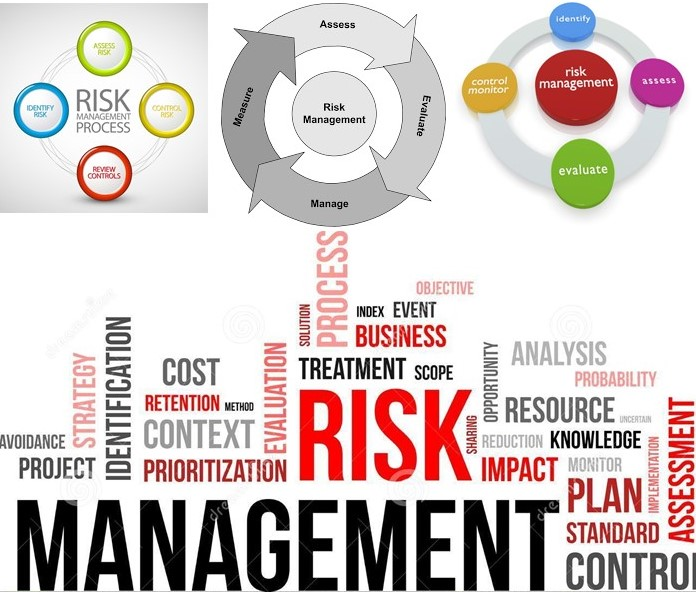 ASSESS
RISK
IDENTIFY
RISK
RISK
MANAGEMENT
PROCESS
CONTROL
RISK
REVIEW
CONTROLS
Assess
Measure
Risk
Management
Evaluate
Manage
identify
control
monitor
risk
management
assess
evaluate
PROCESS
SOLUTION
OBJECTIVE
INDEX
EVENT
BUSINESS
STRATEGY
IDENTIFICATION
COST
EVALUATION
TREATMENT
SCOPE
OPPORTUNITY
ANALYSIS
PROBABILITY
RETENTION
METHOD
RISK
SHARING
RESOURCE
UNCERTAIN
AVOIDANCE
CONTEXT
REDUCTION
KNOWLEDGE
IMPLEMENTATION
ASSESSMENT
PROJECT
PRIORITIZATION
IMPACT
MONITOR
PLAN
MANAGEMENT
STANDARD
CONTROL